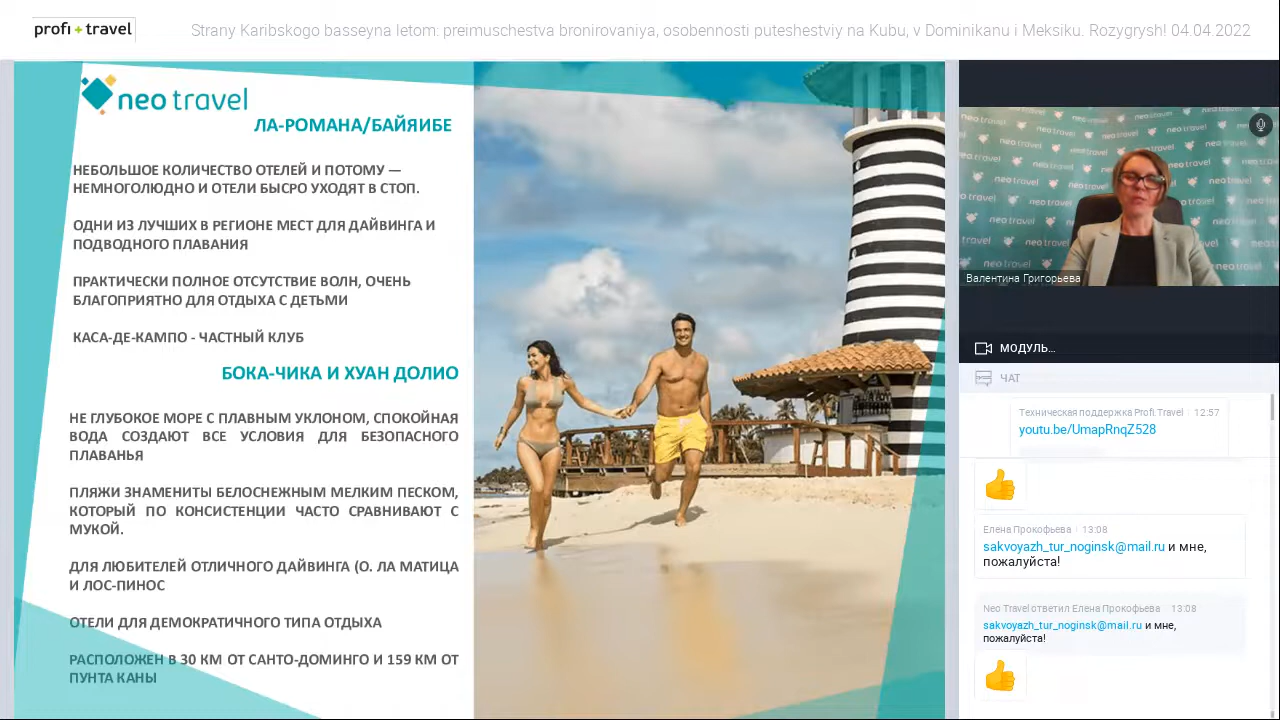 profi travel
Strany Karibskogo basseyna letom: preimuschestva bronirovaniya, osobennosti puteshestviy na Kubu, v Dominikanu i Meksiku. Rozygrysh! 04.04.2022
neo travel
ЛА-РОМАНА/БАЙЯИБЕ
НЕБОЛЬШОЕ КОЛИЧЕСТВО ОТЕЛЕЙ И ПОТОМУ —
НЕМНОГОЛЮДНО И ОТЕЛИ БЫСРО УХОДЯТ В СТОП.
ОДНИ ИЗ ЛУЧШИХ В РЕГИОНЕ МЕСТ ДЛЯ ДАЙВИНГА И
ПОДВОДНОГО ПЛАВАНИЯ
ПРАКТИЧЕСКИ ПОЛНОЕ ОТСУТСТВИЕ ВОЛН, ОЧЕНЬ
БЛАГОПРИЯТНО ДЛЯ ОТДЫХА С ДЕТЬМИ
КАСА-ДЕ-КАМПО - ЧАСТНЫЙ КЛУБ
БОКА-ЧИКА И ХУАН ДОЛИО
НЕ ГЛУБОКОЕ МОРЕ С ПЛАВНЫМ УКЛОНОМ, СПОКОЙНАЯ
ВОДА СОЗДАЮТ ВСЕ УСЛОВИЯ ДЛЯ БЕЗОПАСНОГО
ПЛАВАНЬЯ
ПЛЯЖИ ЗНАМЕНИТЫ БЕЛОСНЕЖНЫМ МЕЛКИМ ПЕСКОМ,
КОТОРЫЙ ПО КОНСИСТЕНЦИИ ЧАСТО СРАВНИВАЮТ С
МУКОЙ.
ДЛЯ ЛЮБИТЕЛЕЙ ОТЛИЧНОГО ДАЙВИНГА (О. ЛА МАТИЦА
И ЛОС-ПИНОС
ОТЕЛИ ДЛЯ ДЕМОКРАТИЧНОГО ТИПА ОТДЫХА
РАСПОЛОЖЕН В 30 КМ ОТ САНТО-ДОМИНГО И 159 КМ ОТ
ПУНТА КАНЫ
neo travel
Валентина Григорьева
МОДУЛЬ...
ЧАТ
Техническая поддержка Profi.Travel 12:57
youtu.be/UmapRnqZ528
Елена Прокофьева 13:08
sakvoyazh_tur_noginsk@mail.ru и мне,
пожалуйста!
Neo Travel ответил Елена Прокофьева 13:08
sakvoyazh_tur_noginsk@mail.ru и мне,
пожалуйста!